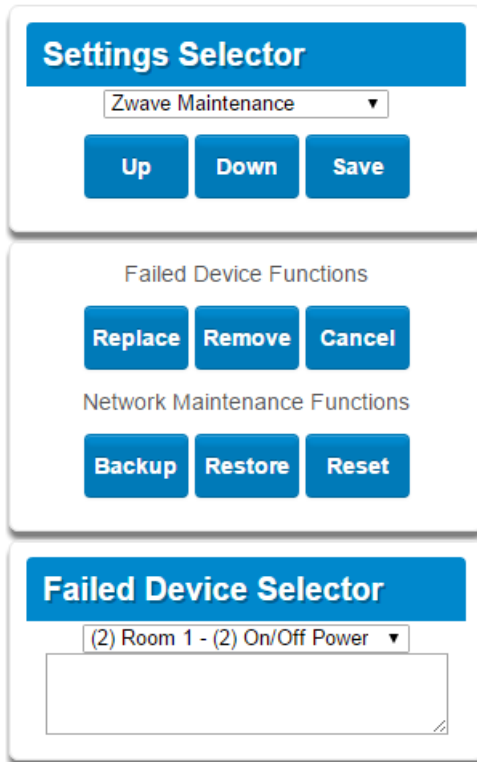 Settings Selector
Zwave Maintenance
Up Down Save
Failed Device Functions
Replace Remove Cancel
Network Maintenance Functions
Backup Restore Reset
Failed Device Selector
(2) Room 1 - (2) On/Off Power